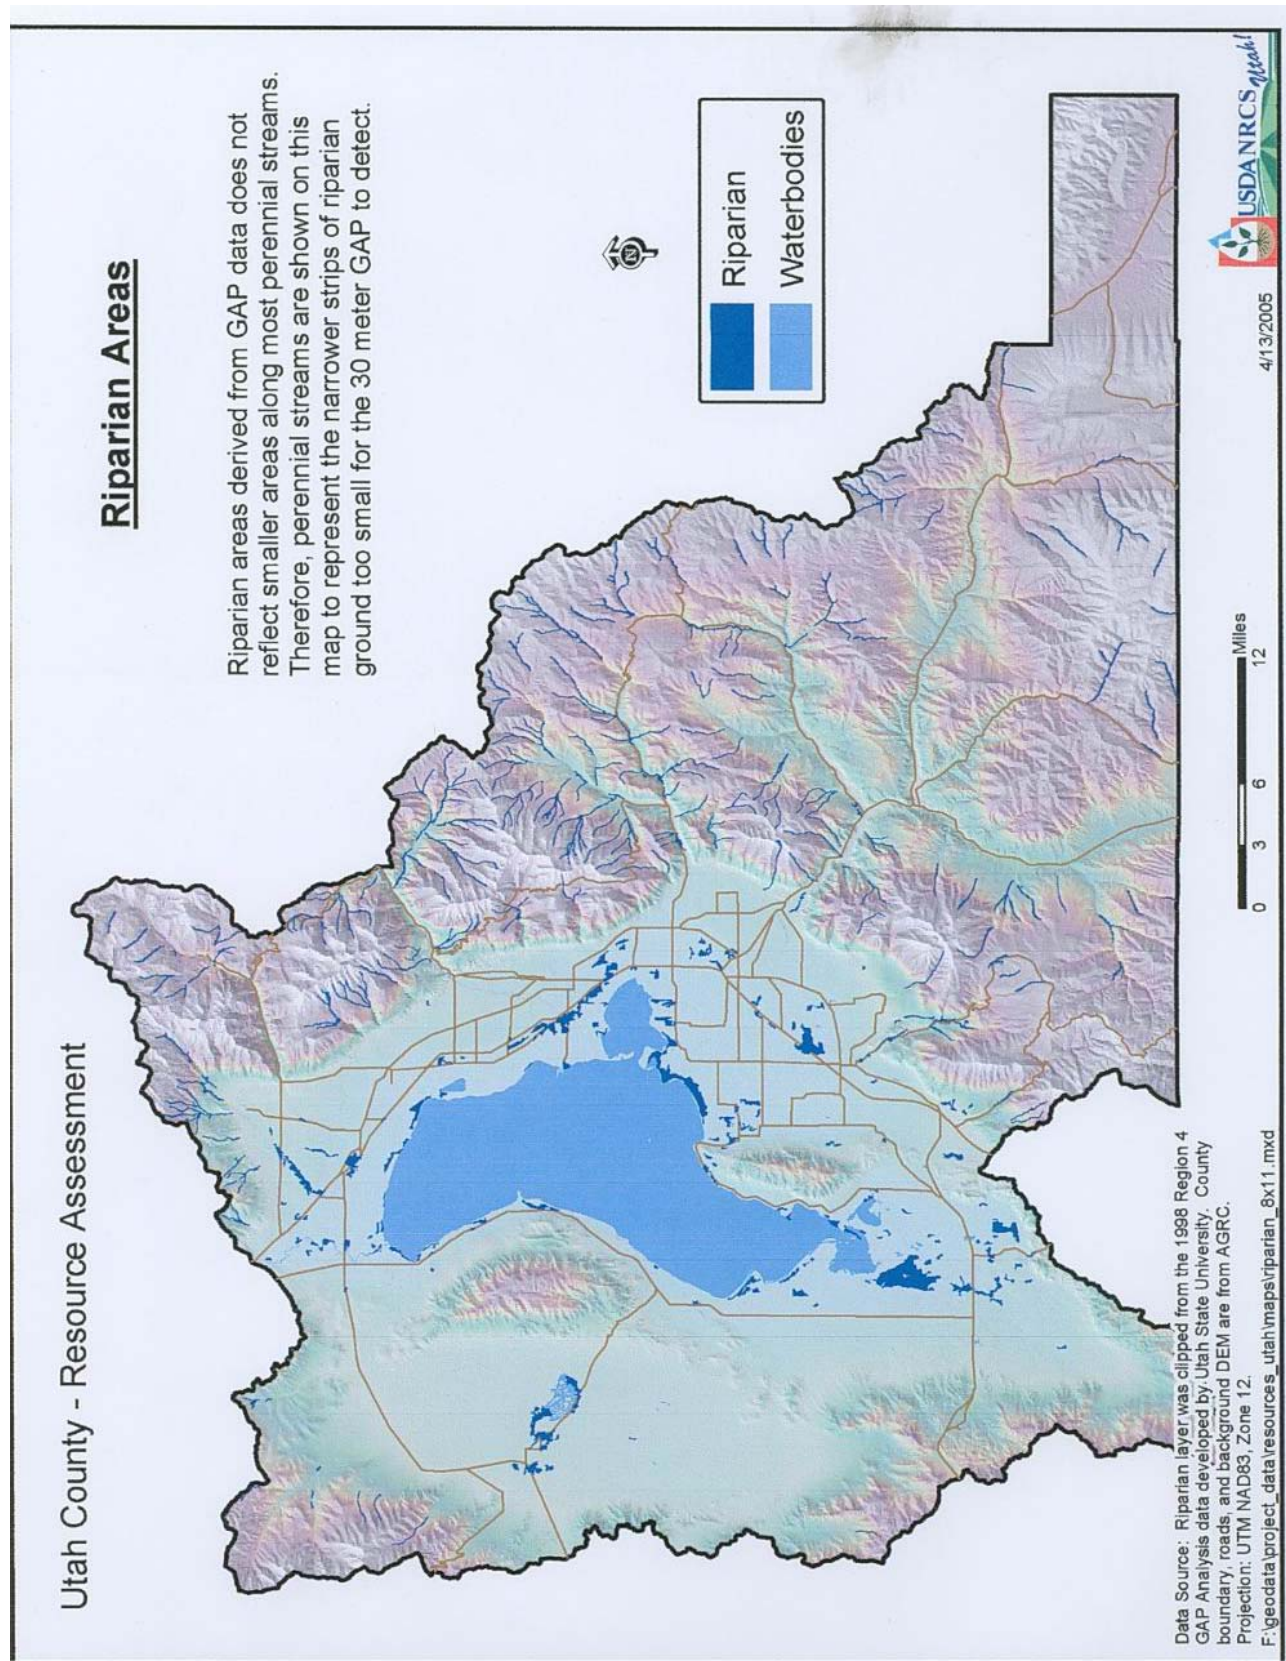 Utah County - Resource Assessment
Riparian Areas
Riparian areas derived from GAP data does not
reflect smaller areas along most perennial streams.
Therefore, perennial streams are shown on this
map to represent the narrower strips of riparian
ground too small for the 30 meter GAP to detect.
N
Riparian
Waterbodies
0 3 6 12 Miles
Data Source: Riparian layer was clipped from the 1998 Region 4
GAP Analysis data developed by Utah State University. County
boundary, roads, and background DEM are from AGRC.
Projection: UTM NAD83, Zone 12.
F:\geodata\project_data\resources_utah\maps\riparian_8x11.mxd
4/13/2005
USDA NRCS Utah!